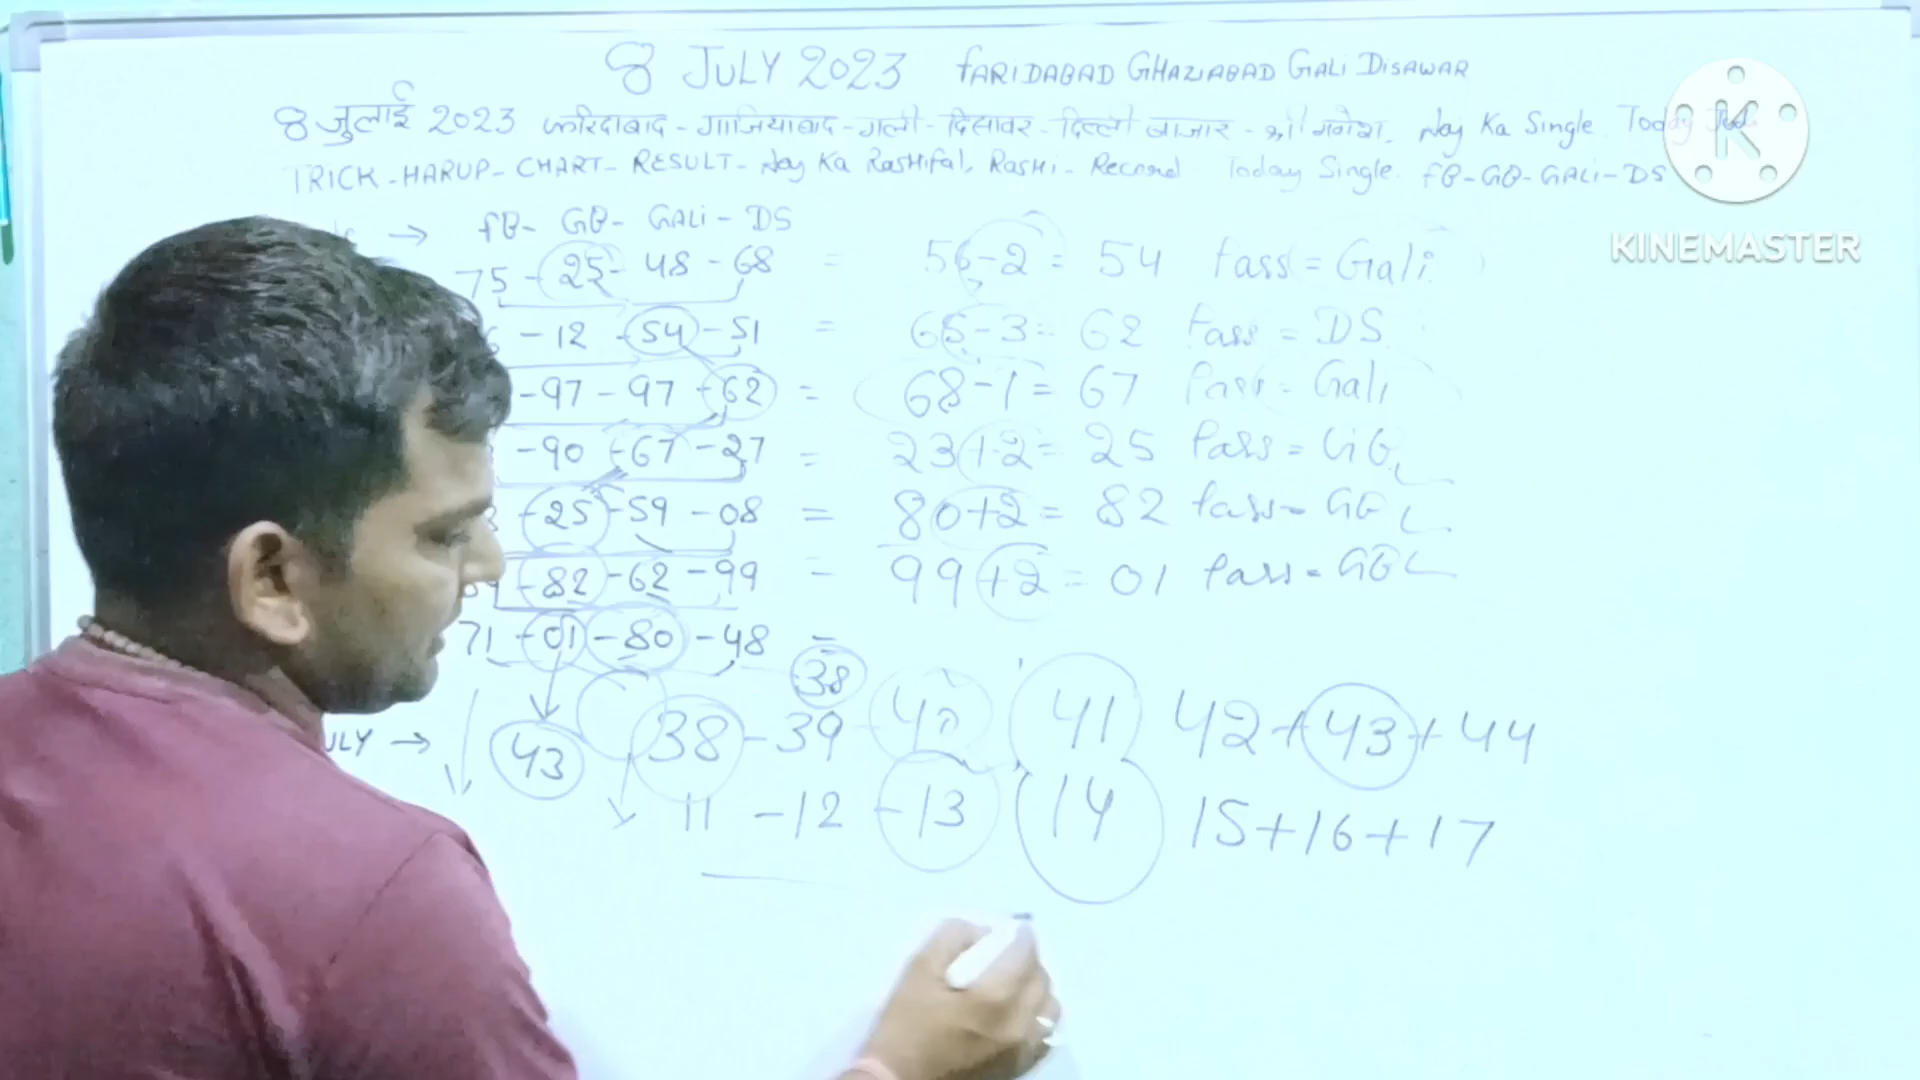 8 JULY 2023 FARIDABAD GHAZIABAD GALI DISAWAR
8 जुलाई 2023 फरिदाबाद - गाजियाबाद - गली - दिसावर - दिल्ली बाजार - श्री गणेश, Aaj Ka Single Today
TRICK - HARUP - CHART - RESULT - Aaj Ka Rashifal, Rashi - Record Today Single. FB - GB - GALi - DS
KINEMASTER
→ FB - GB - GALi - DS
75 - 25 - 48 - 68 = 56 - 2 = 54 Pass = Gali
- 12 - 54 - 51 = 65 - 3 = 62 Pass = DS
- 97 - 97 - 62 = 68 - 1 = 67 Pass = Gali
- 90 - 67 - 27 = 23 + 2 = 25 Pass = GB
- 25 - 59 - 08 = 80 + 2 = 82 Pass = GB
- 82 - 62 - 99 - 99 + 2 = 01 Pass = GB
71 - 01 - 80 - 48 =
38
ULY → 43 38 - 39 41 42 + 43 + 44
11 - 12 - 13 14 15 + 16 + 17